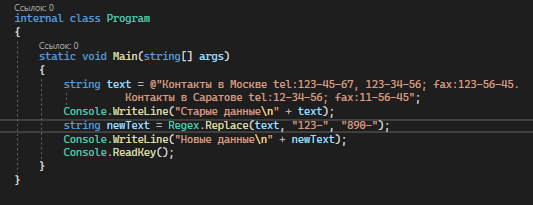 Ссылок: 0
internal class Program
{
Ссылок: 0
static void Main(string[] args)
{
string text = @"Контакты в Москве tel:123-45-67, 123-34-56; fax:123-56-45.
Контакты в Саратове tel:12-34-56; fax:11-56-45";
Console.WriteLine("Старые данные\n" + text);
string newText = Regex.Replace(text, "123-", "890-");
Console.WriteLine("Новые данные\n" + newText);
Console.ReadKey();
}
}